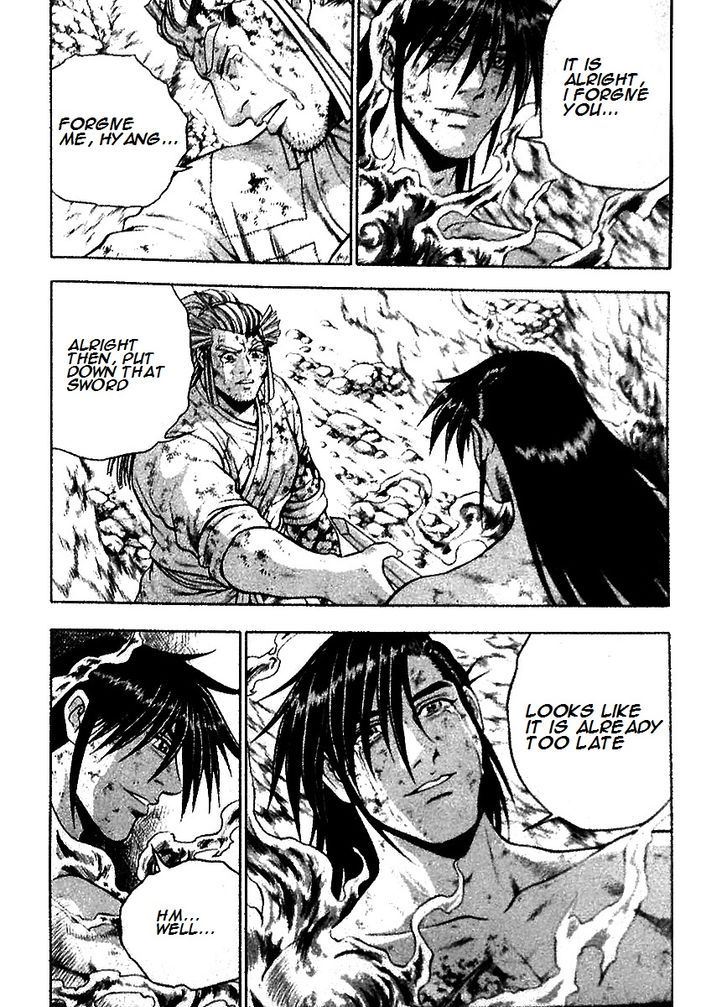 FORGIVE
ME, HYANG...
IT IS
ALRIGHT,
I FORGIVE
YOU...
ALRIGHT
THEN, PUT
DOWN THAT
SWORD
HM...
WELL...
LOOKS LIKE
IT IS ALREADY
TOO LATE